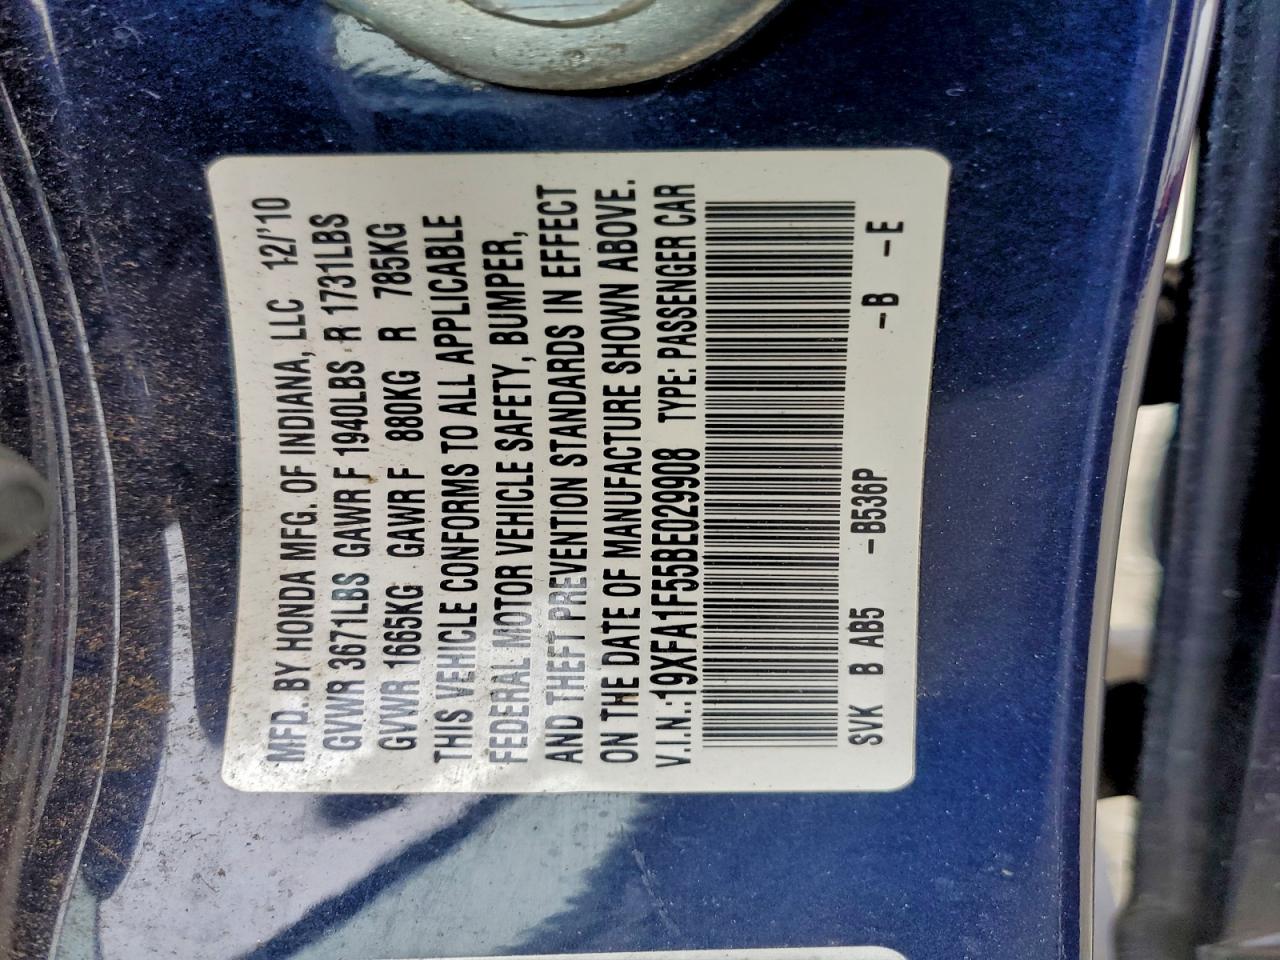 MFD. BY HONDA MFG. OF INDIANA, LLC 12/'10
GVWR 3671LBS GAWR F 1940LBS R 1731LBS
GVWR 1665KG GAWR F 880KG R 785KG
THIS VEHICLE CONFORMS TO ALL APPLICABLE
FEDERAL MOTOR VEHICLE SAFETY, BUMPER,
AND THEFT PREVENTION STANDARDS IN EFFECT
ON THE DATE OF MANUFACTURE SHOWN ABOVE.
V.I.N.:19XFA1F55BE029908 TYPE: PASSENGER CAR
SVK B AB5 -B536P -B -E